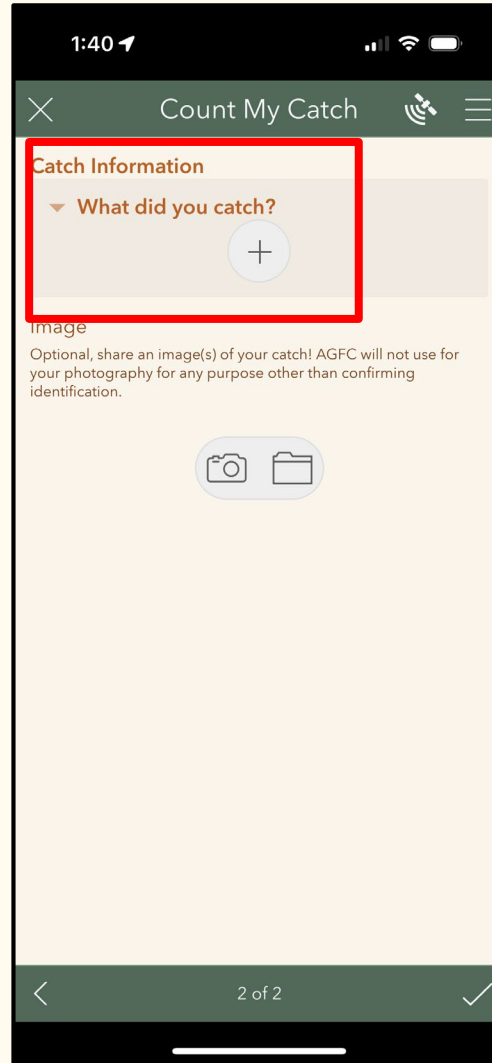 1:40
Count My Catch
Catch Information
What did you catch?
Image
Optional, share an image(s) of your catch! AGFC will not use for
your photography for any purpose other than confirming
identification.
2 of 2